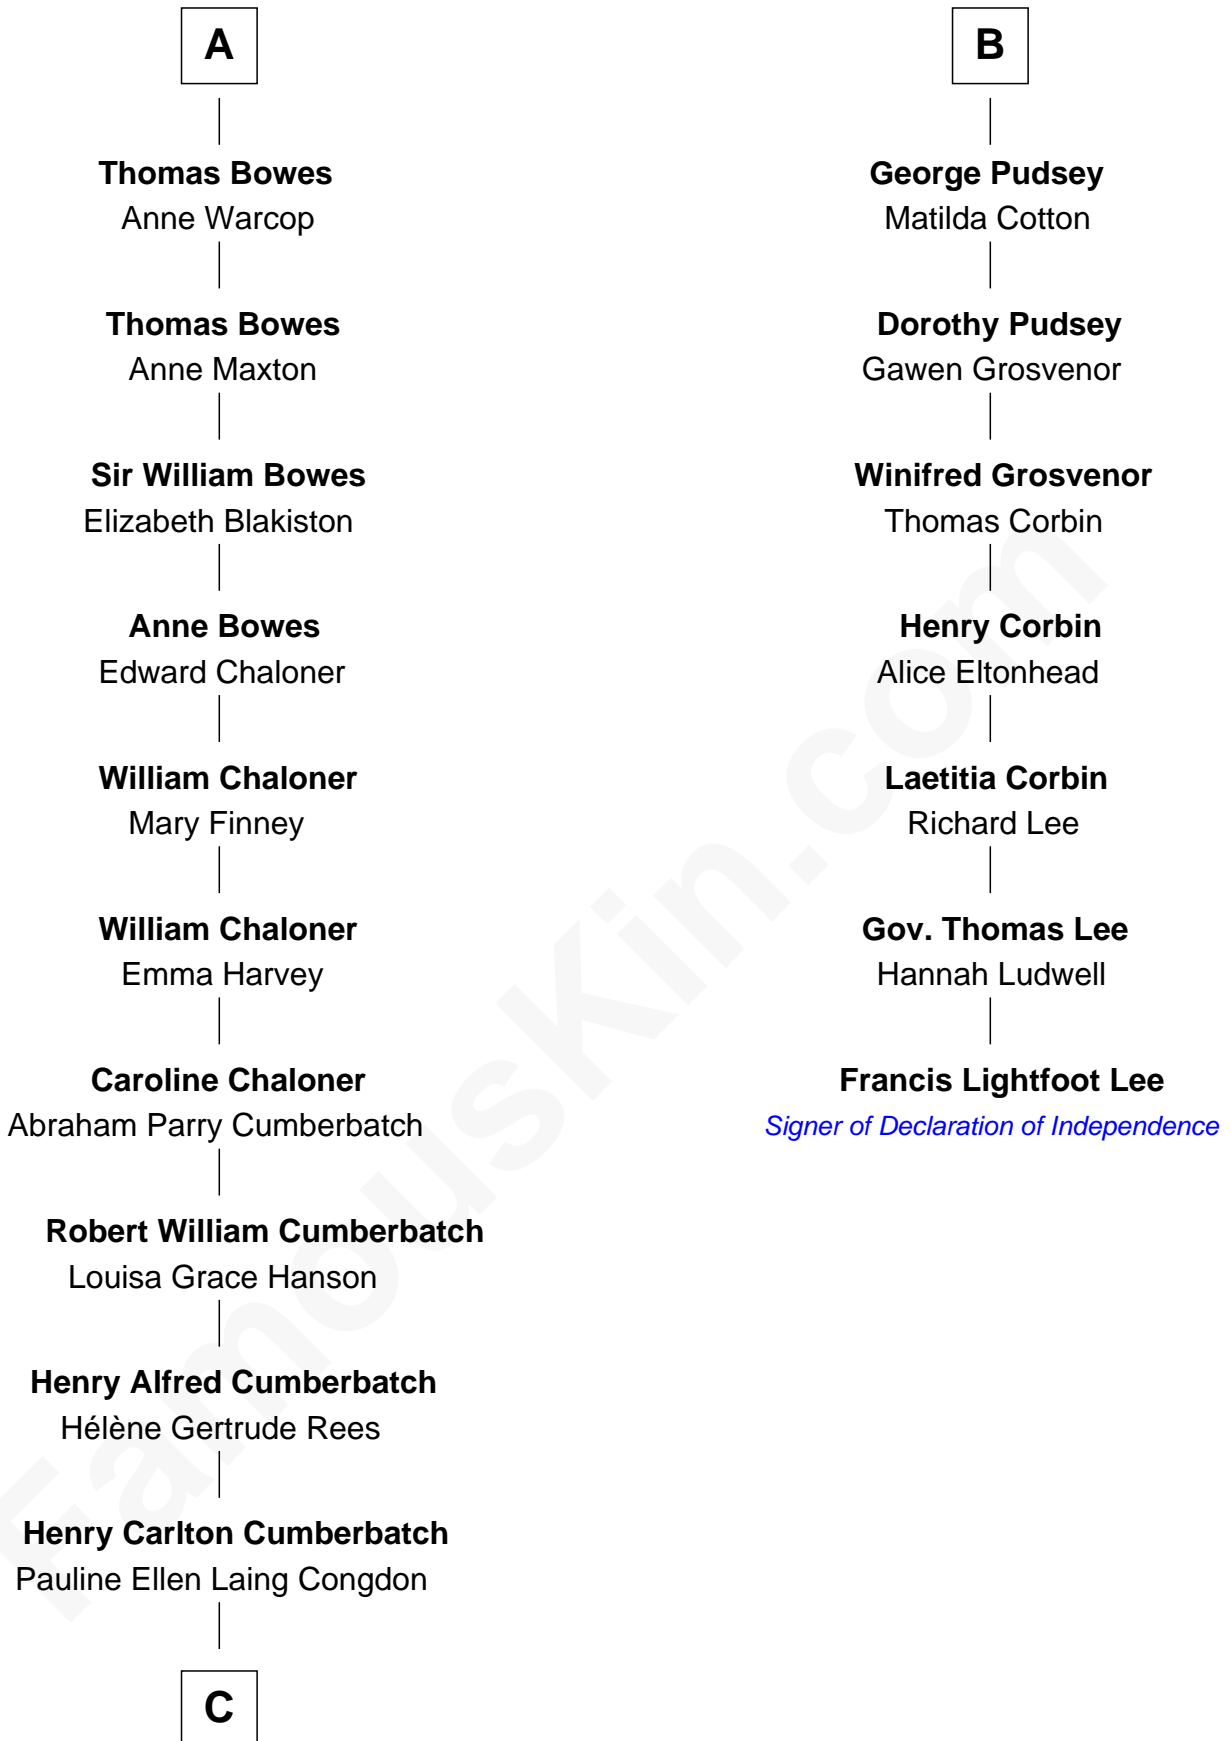 A
Thomas Bowes
Anne Warcop
Thomas Bowes
Anne Maxton
Sir William Bowes
Elizabeth Blakiston
Anne Bowes
Edward Chaloner
William Chaloner
Mary Finney
William Chaloner
Emma Harvey
Caroline Chaloner
Abraham Parry Cumberbatch
Robert William Cumberbatch
Louisa Grace Hanson
Henry Alfred Cumberbatch
Hélène Gertrude Rees
Henry Carlton Cumberbatch
Pauline Ellen Laing Congdon
C
B
George Pudsey
Matilda Cotton
Dorothy Pudsey
Gawen Grosvenor
Winifred Grosvenor
Thomas Corbin
Henry Corbin
Alice Eltonhead
Laetitia Corbin
Richard Lee
Gov. Thomas Lee
Hannah Ludwell
Francis Lightfoot Lee
Signer of Declaration of Independence
FamousKin.com